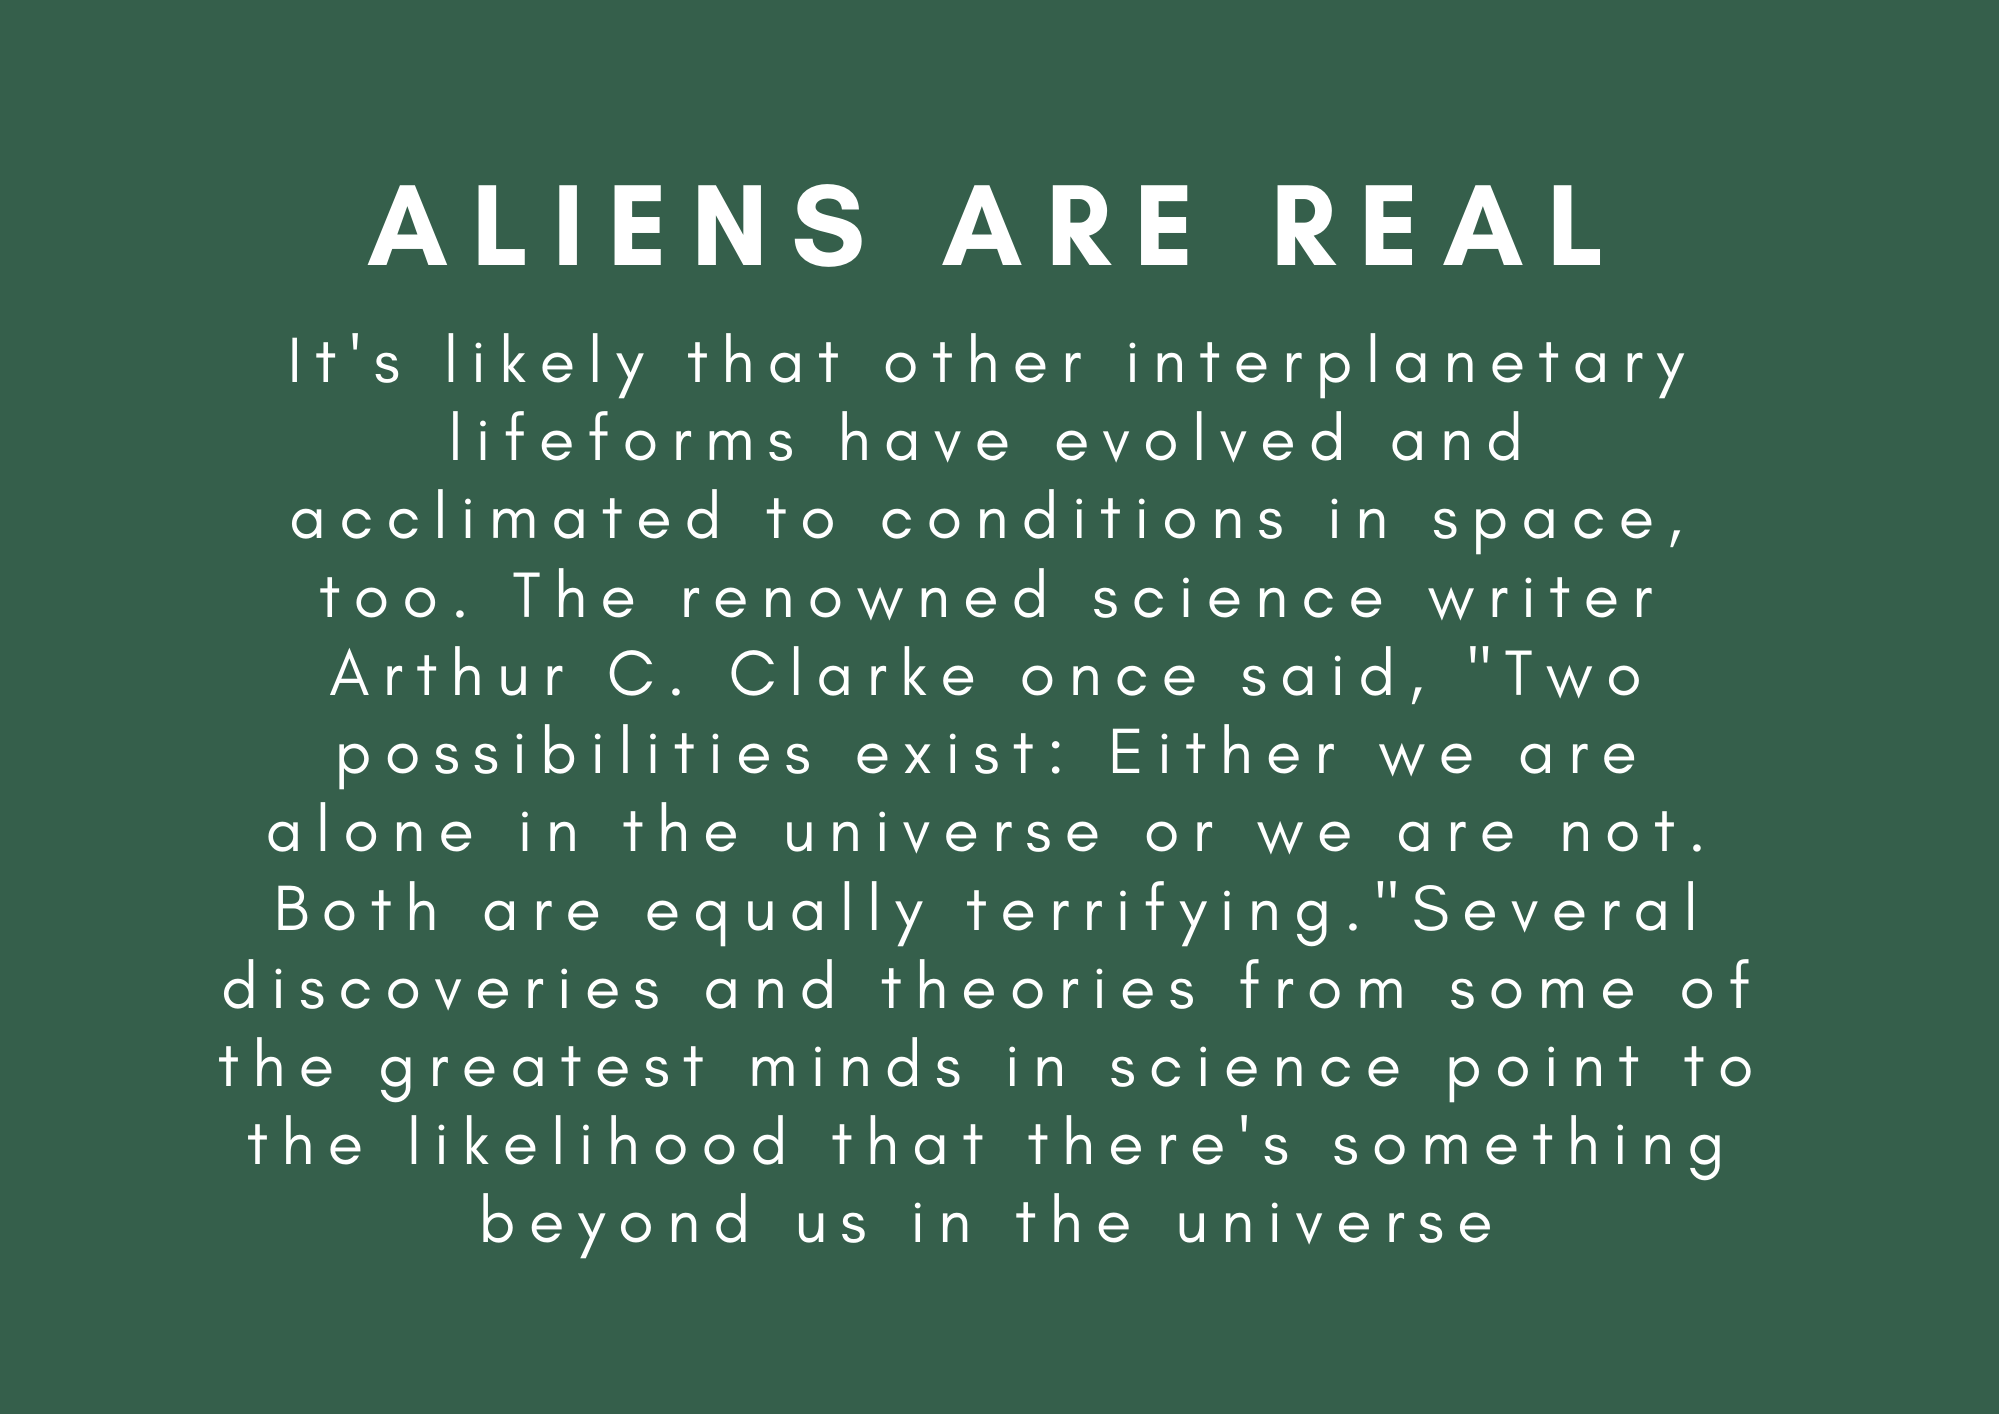 ALIENS ARE REAL
It's likely that other interplanetary
lifeforms have evolved and
acclimated to conditions in space,
too. The renowned science writer
Arthur C. Clarke once said, "Two
possibilities exist: Either we are
alone in the universe or we are not.
Both are equally terrifying."Several
discoveries and theories from some of
the greatest minds in science point to
the likelihood that there's something
beyond us in the universe